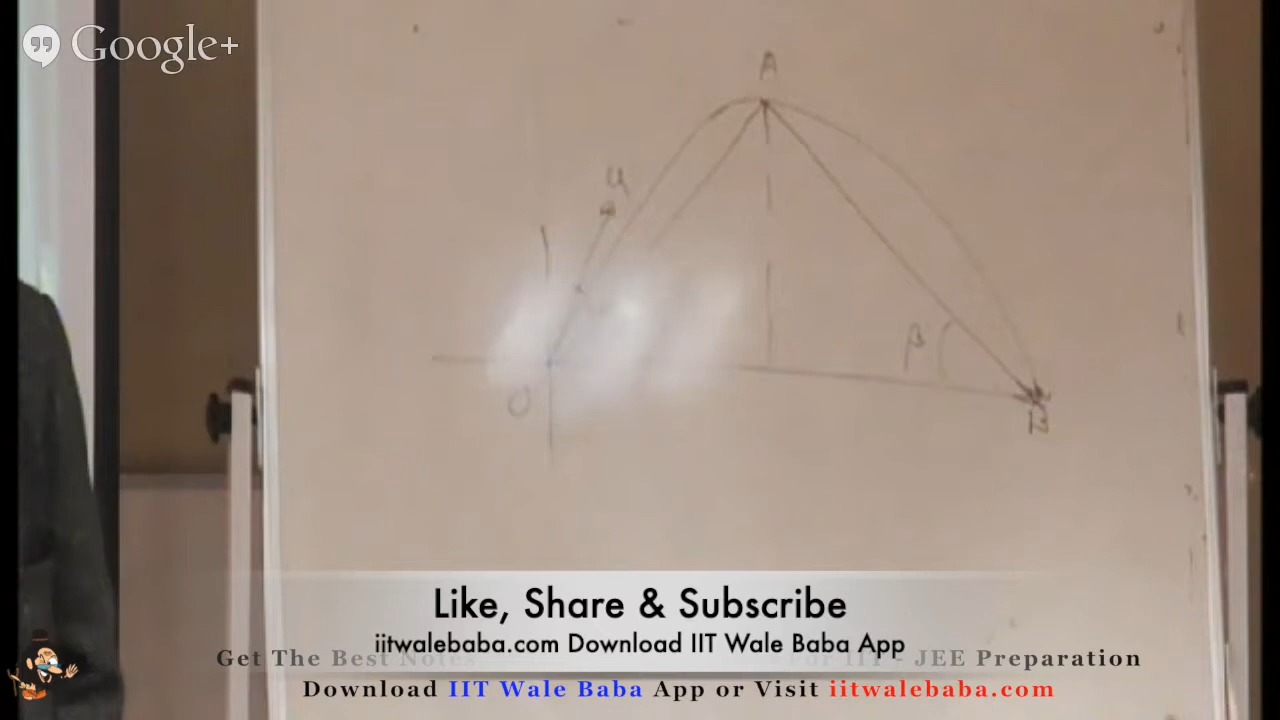 Google+
A
u
β
O
B
Like, Share & Subscribe
iitwalebaba.com Download IIT Wale Baba App
Get The Best Notes For IIT - JEE Preparation
Download IIT Wale Baba App or Visit iitwalebaba.com